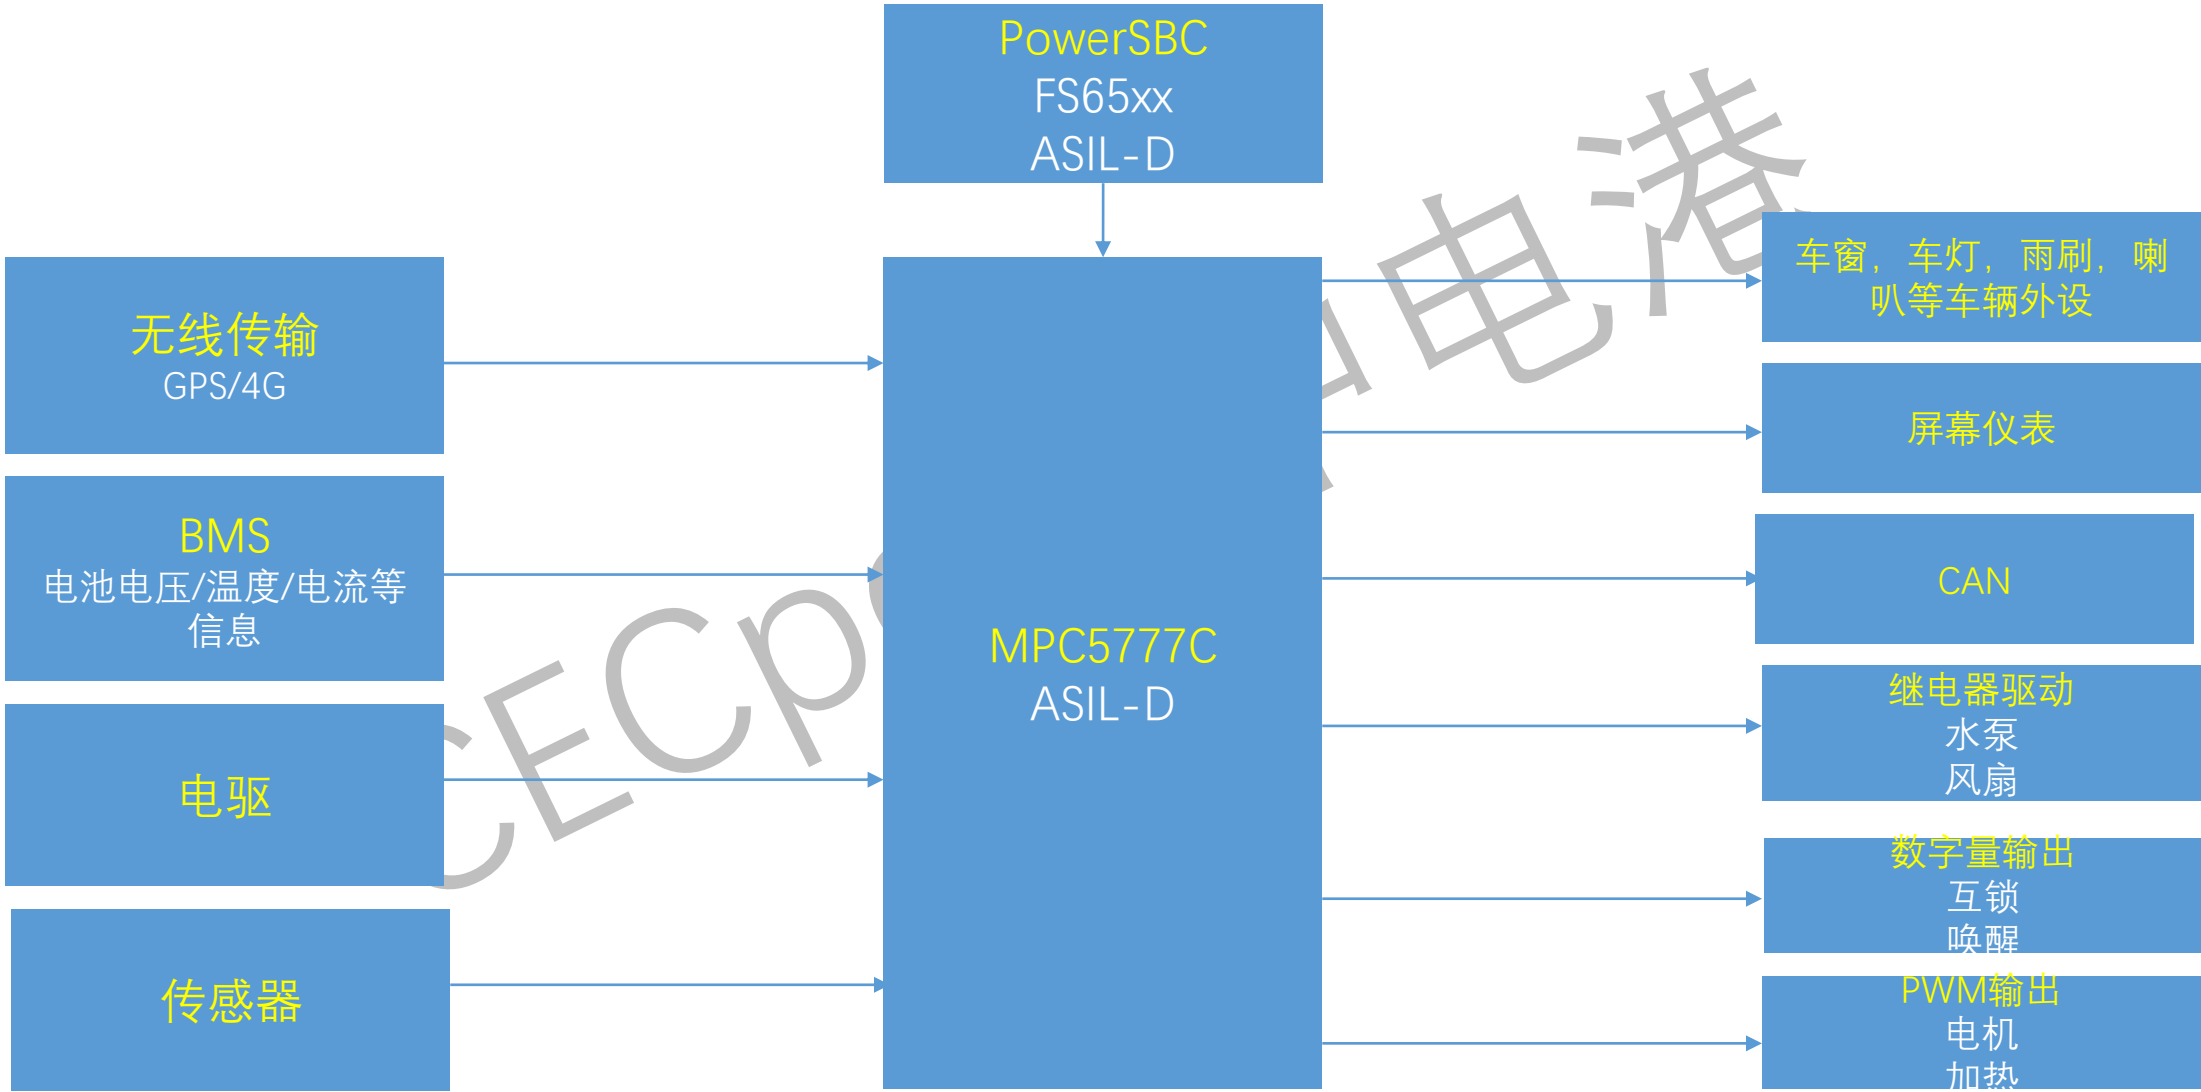 PowerSBC
FS65xx
ASIL-D
无线传输
GPS/4G
BMS
电池电压/温度/电流等
信息
电驱
传感器
MPC5777C
ASIL-D
车窗，车灯，雨刷，喇
叭等车辆外设
屏幕仪表
CAN
继电器驱动
水泵
风扇
数字量输出
互锁
唤醒
PWM输出
电机
加热
CECp
电港